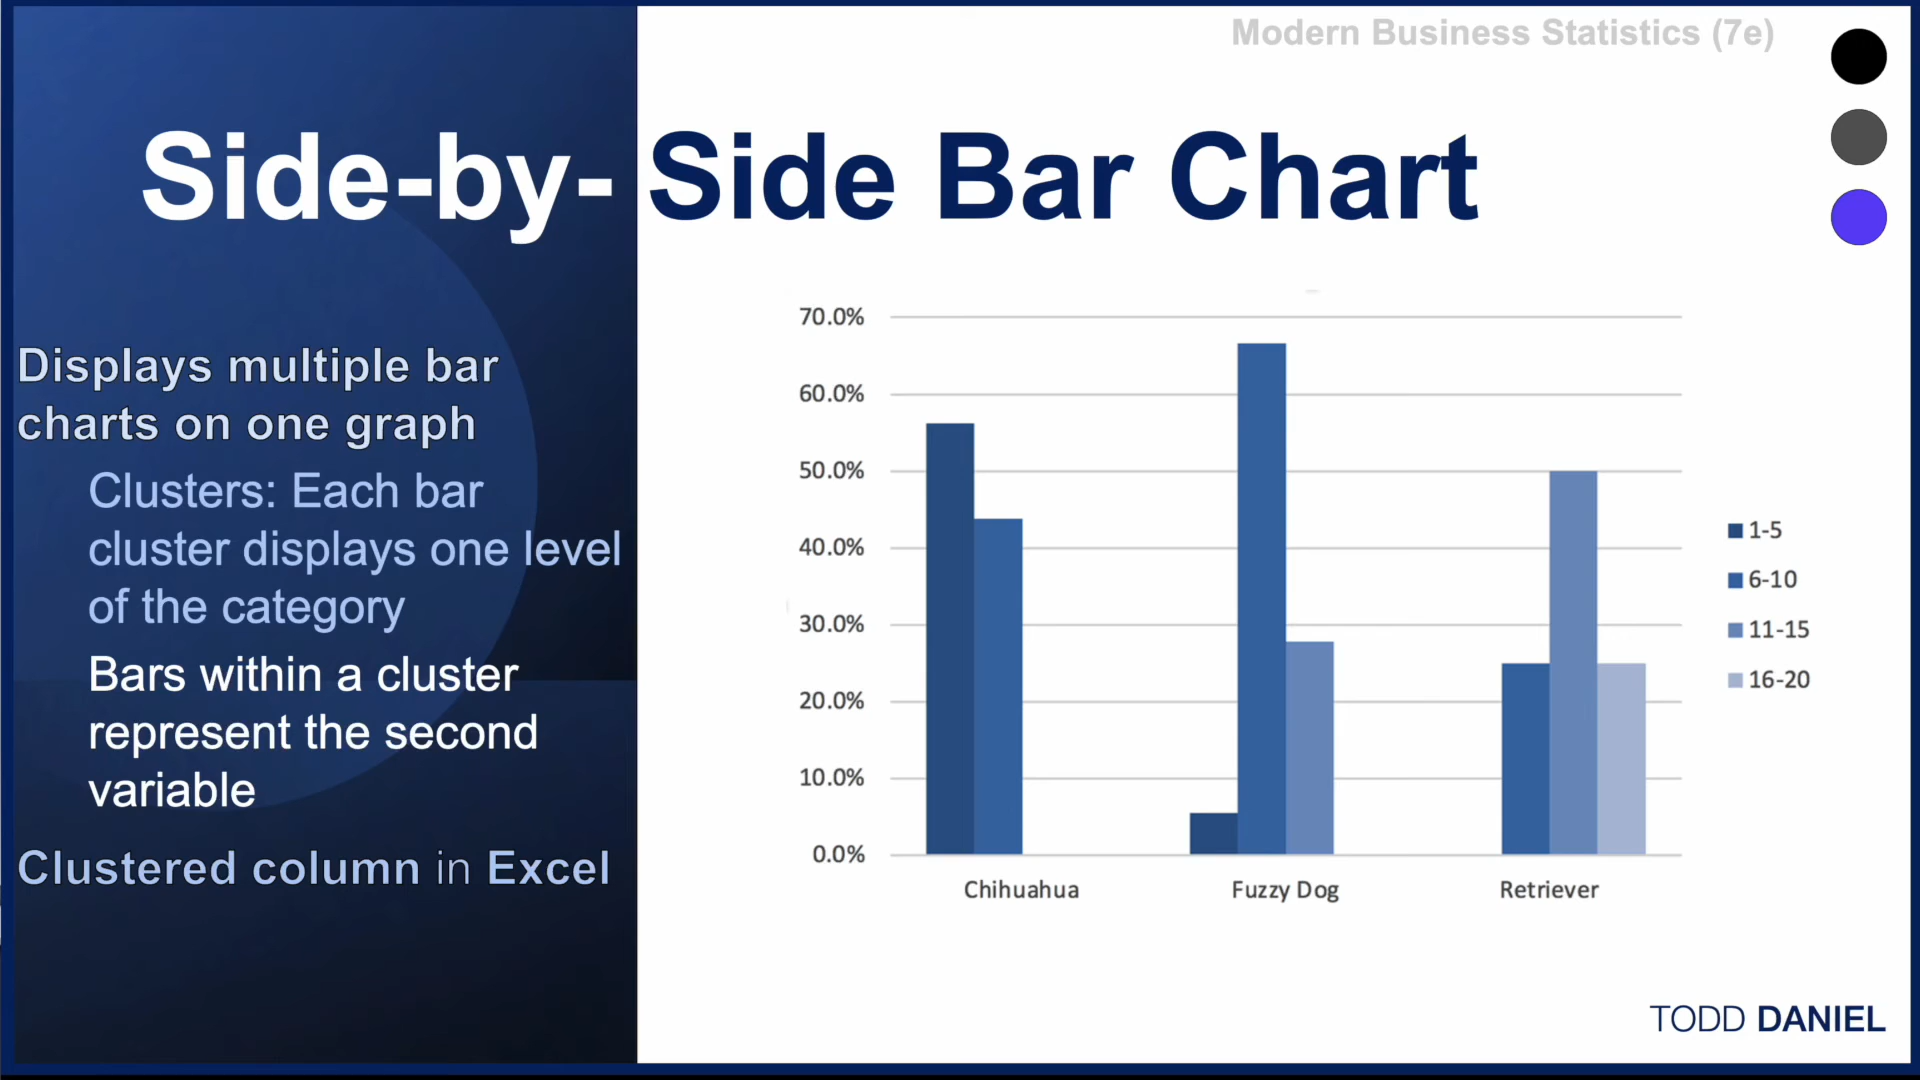 Modern Business Statistics (7e)
Side-by-Side Bar Chart
Displays multiple bar
charts on one graph
Clusters: Each bar
cluster displays one level
of the category
Bars within a cluster
represent the second
variable
Clustered column in Excel
70.0%
60.0%
50.0%
40.0%
30.0%
20.0%
10.0%
0.0%
Chihuahua
Fuzzy Dog
Retriever
1-5
6-10
11-15
16-20
TODD DANIEL